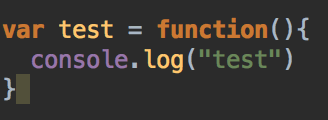 var test = function(){
  console.log("test")
}